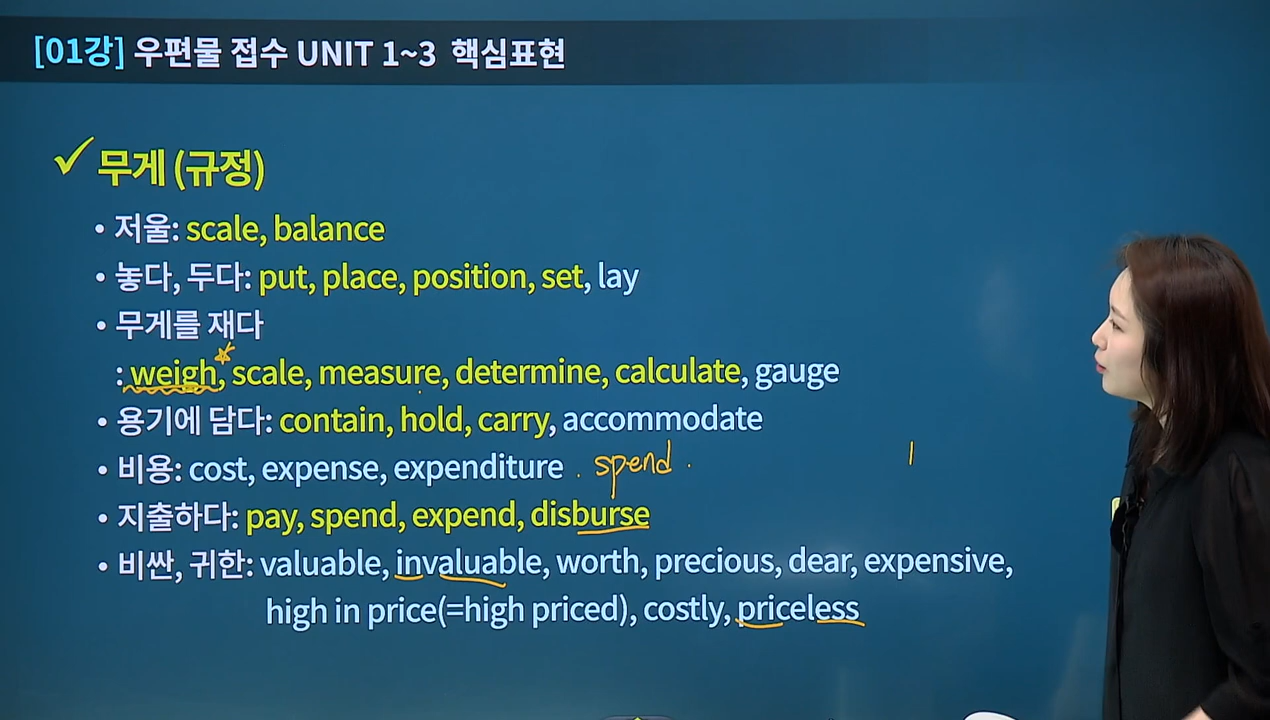 [01강] 우편물 접수 UNIT 1~3 핵심표현
✓ 무게 (규정)
• 저울: scale, balance
• 놓다, 두다: put, place, position, set, lay
• 무게를 재다
: weigh, scale, measure, determine, calculate, gauge
• 용기에 담다: contain, hold, carry, accommodate
• 비용: cost, expense, expenditure . spend .
• 지출하다: pay, spend, expend, disburse
• 비싼, 귀한: valuable, invaluable, worth, precious, dear, expensive,
high in price(=high priced), costly, priceless